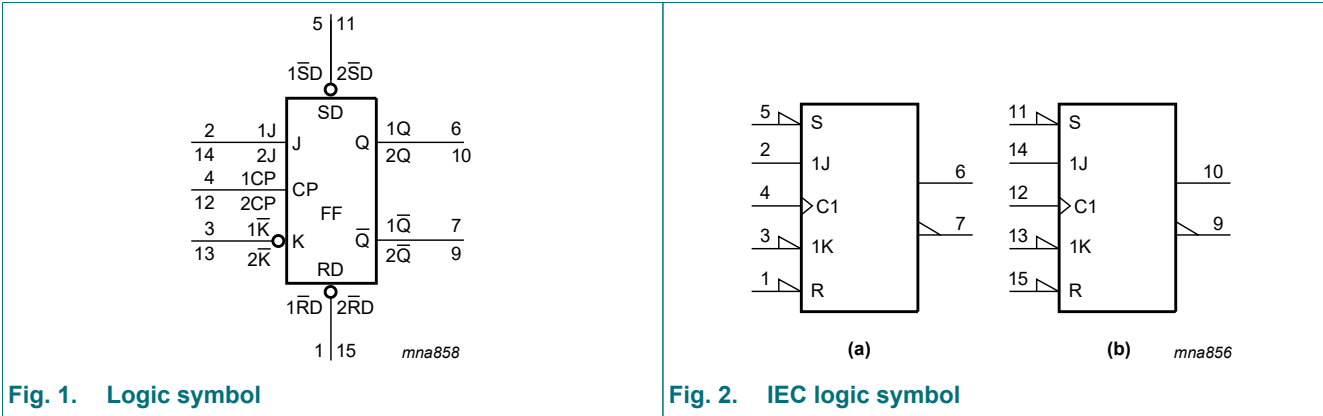 5 11
1S̅D 2S̅D
SD
2 1J J Q 1Q 6
14 2J 2Q 10
4 1CP CP
12 2CP
FF
3 1K̅ K Q̅ 1Q̅ 7
13 2K̅ 2Q̅ 9
RD
1R̅D 2R̅D
1 15 mna858
Fig. 1. Logic symbol
5 S
2 1J
6
4 C1
7
3 1K
1 R
(a)
11 S
14 1J
10
12 C1
9
13 1K
15 R
(b) mna856
Fig. 2. IEC logic symbol